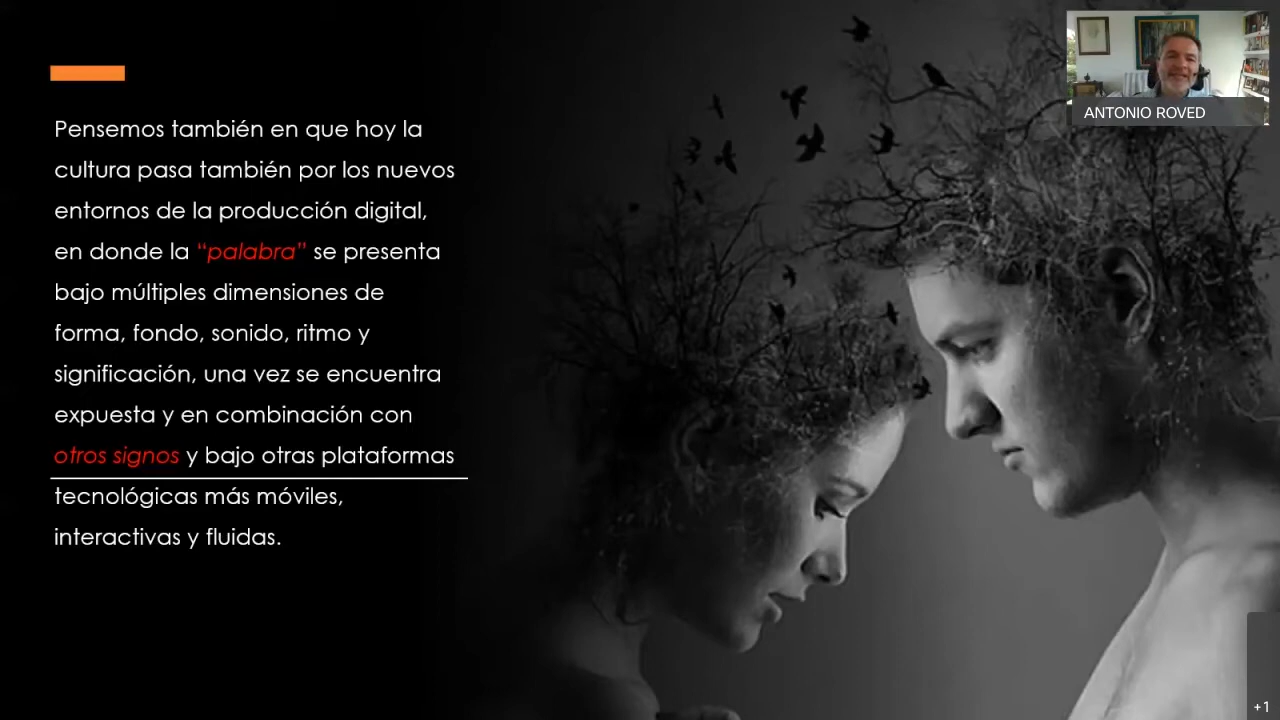 Pensemos también en que hoy la
cultura pasa también por los nuevos
entornos de la producción digital,
en donde la “palabra” se presenta
bajo múltiples dimensiones de
forma, fondo, sonido, ritmo y
significación, una vez se encuentra
expuesta y en combinación con
otros signos y bajo otras plataformas
tecnológicas más móviles,
interactivas y fluidas.
ANTONIO ROVED
+1